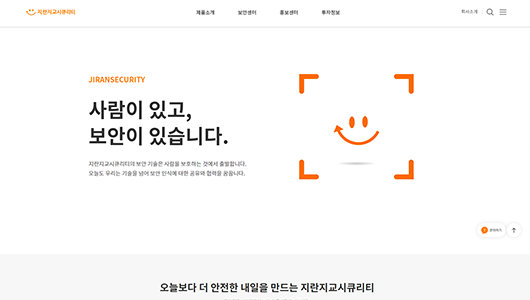 지란지교시큐리티
제품소개 보안센터 홍보센터 투자정보
회사소개
JIRANSECURITY
사람이 있고,
보안이 있습니다.
지란지교시큐리티의 보안 기술은 사람을 보호하는 것에서 출발합니다.
오늘도 우리는 기술을 넘어 보안 인식에 대한 공유와 협력을 꿈꿉니다.
문의하기
오늘보다 더 안전한 내일을 만드는 지란지교시큐리티